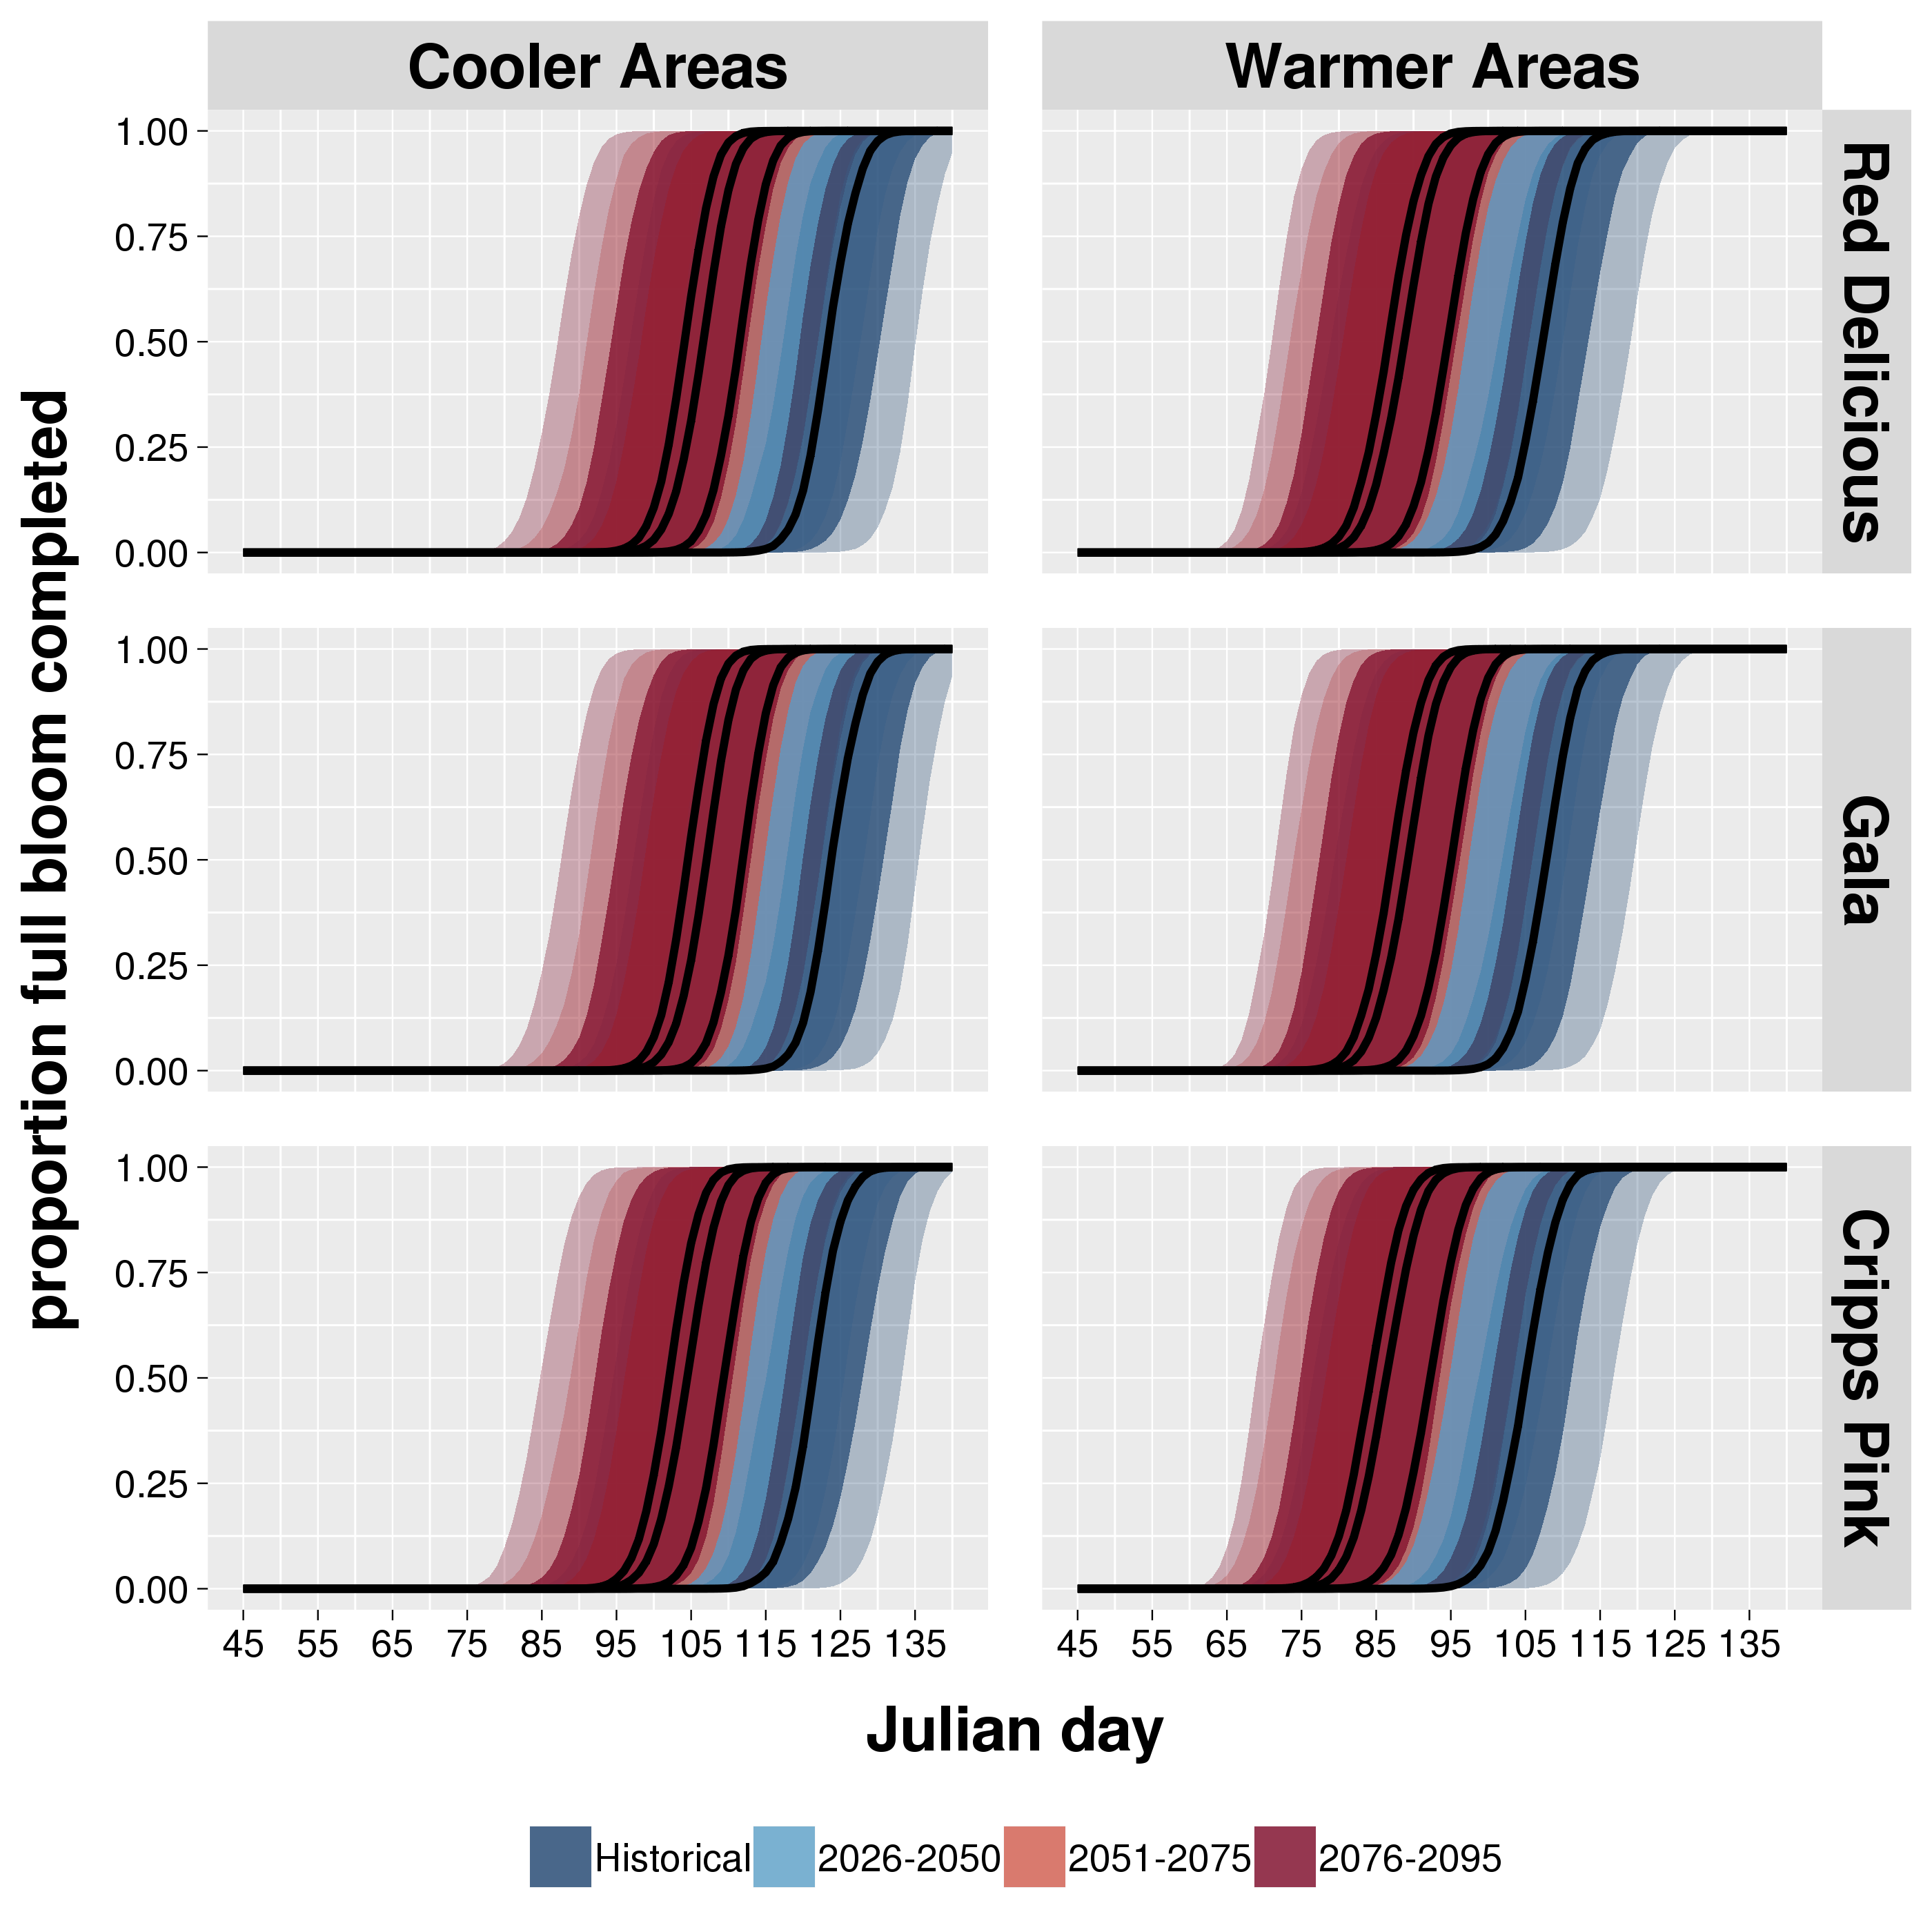 Cooler Areas Warmer Areas
1.00
0.75
0.50
0.25
0.00
Red Delicious
1.00
0.75
0.50
0.25
0.00
Gala
1.00
0.75
0.50
0.25
0.00
Cripps Pink
proportion full bloom completed
45 55 65 75 85 95 105 115 125 135 45 55 65 75 85 95 105 115 125 135
Julian day
Historical 2026-2050 2051-2075 2076-2095